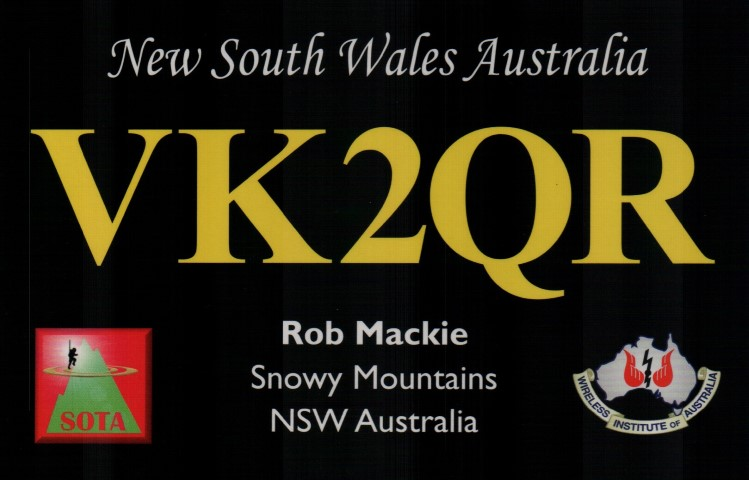 New South Wales Australia
VK2QR
Rob Mackie
Snowy Mountains
NSW Australia
SOTA
WIRELESS INSTITUTE OF AUSTRALIA